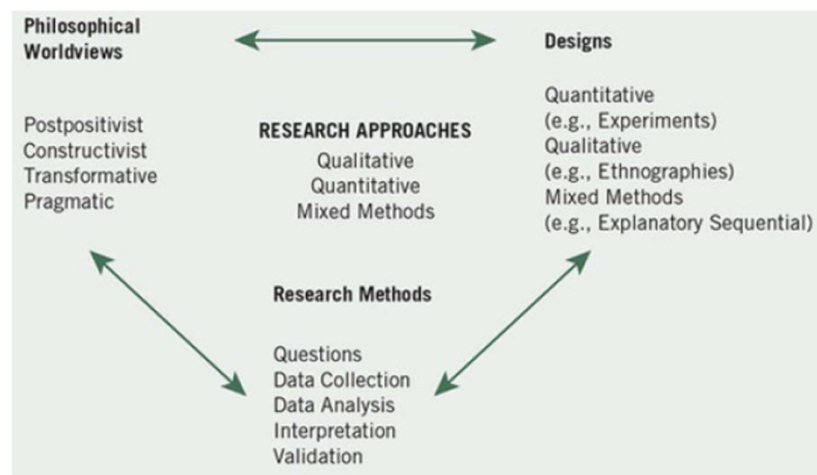 Philosophical
Worldviews
Postpositivist
Constructivist
Transformative
Pragmatic
RESEARCH APPROACHES
Qualitative
Quantitative
Mixed Methods
Designs
Quantitative
(e.g., Experiments)
Qualitative
(e.g., Ethnographies)
Mixed Methods
(e.g., Explanatory Sequential)
Research Methods
Questions
Data Collection
Data Analysis
Interpretation
Validation